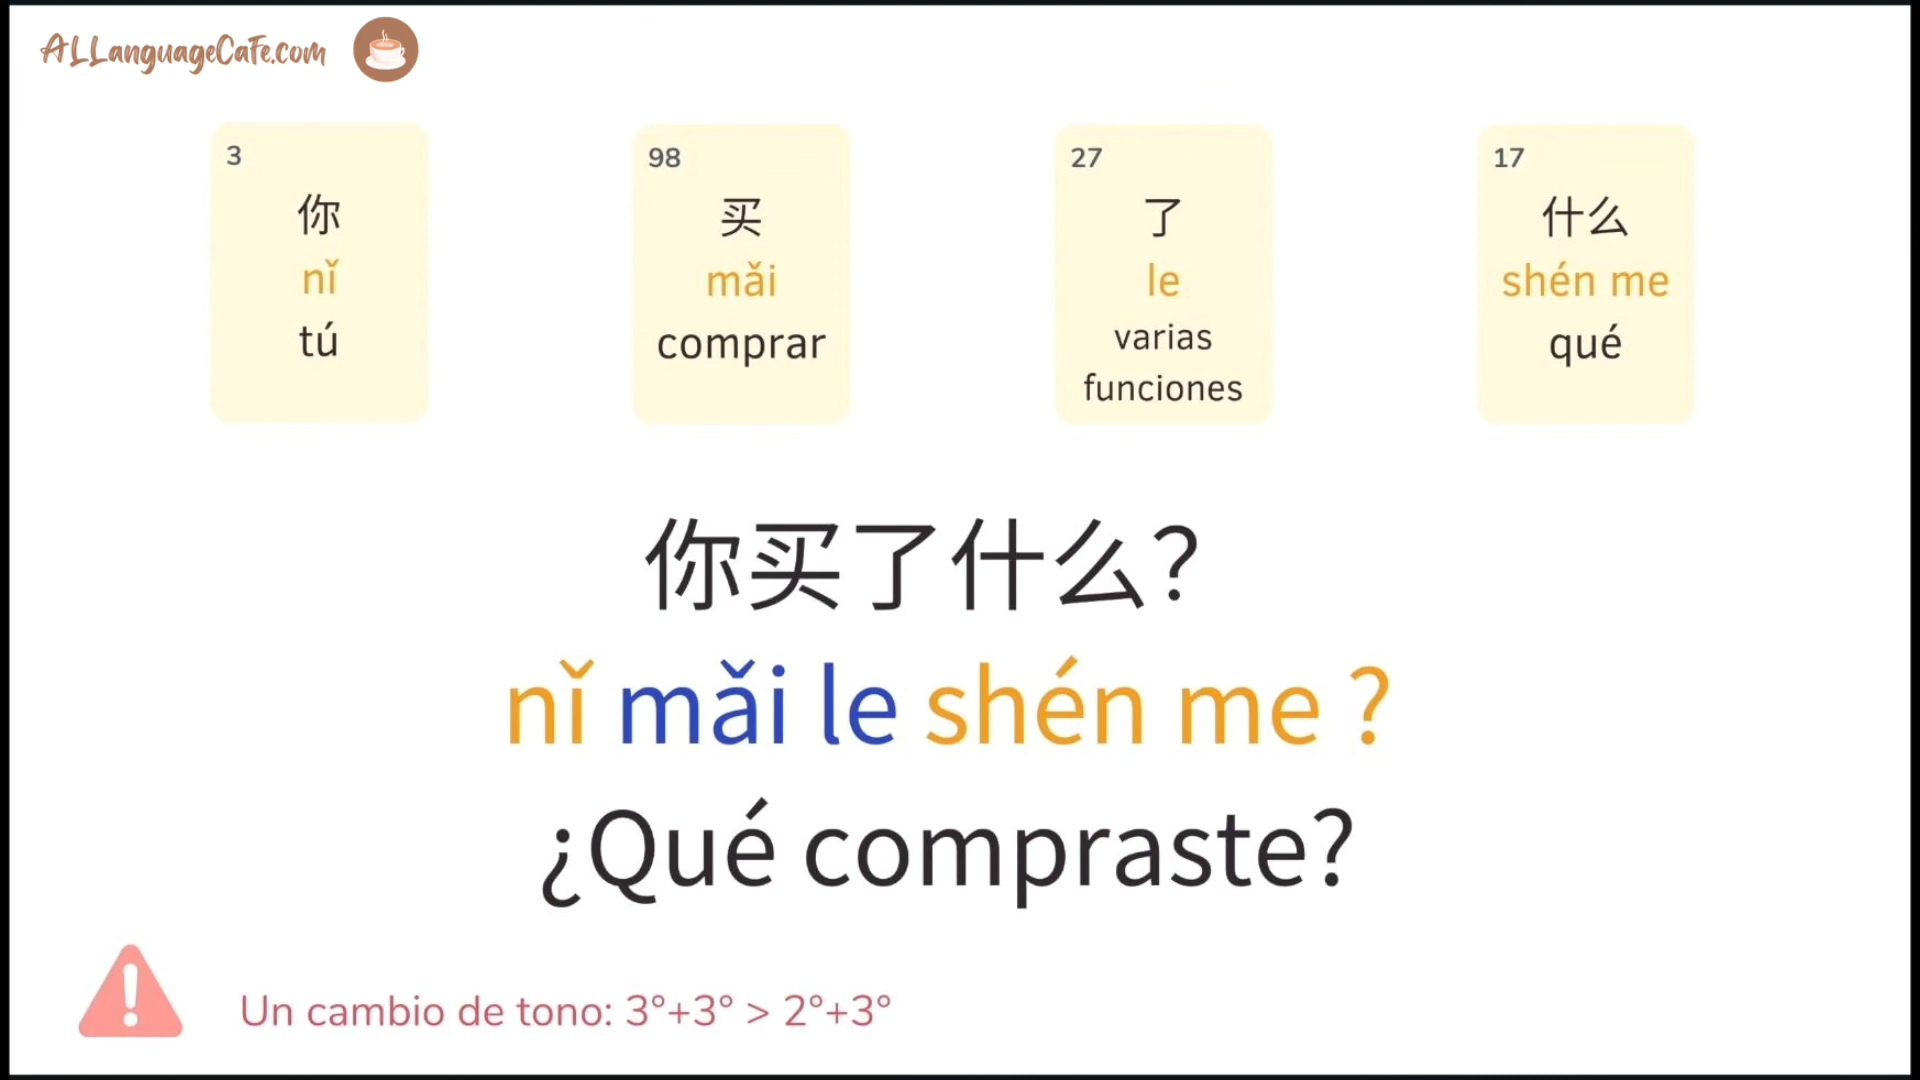 ALLanguageCafe.com
3
你
nǐ
tú
98
买
mǎi
comprar
27
了
le
varias
funciones
17
什么
shén me
qué
你买了什么?
nǐ mǎi le shén me ?
¿Qué compraste?
Un cambio de tono: 3°+3° > 2°+3°